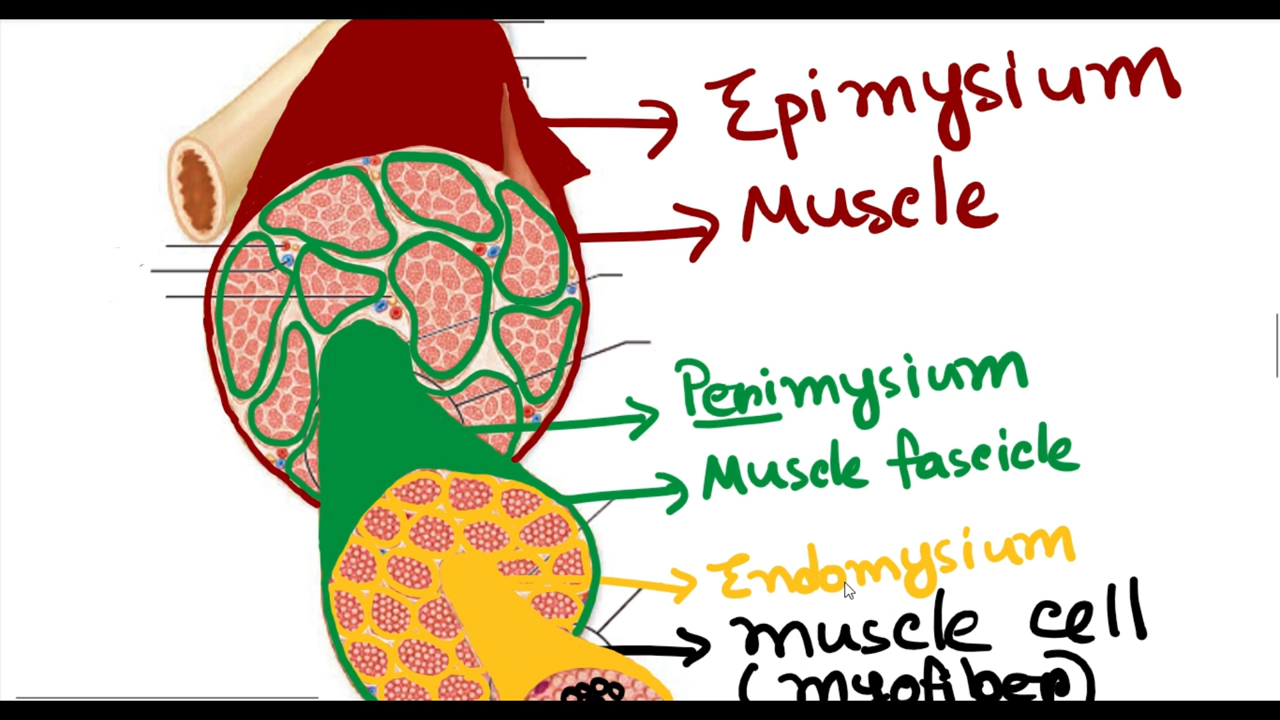 Epimysium
Muscle
Perimysium
Muscle fascicle
Endomysium
muscle cell
(myofiber)